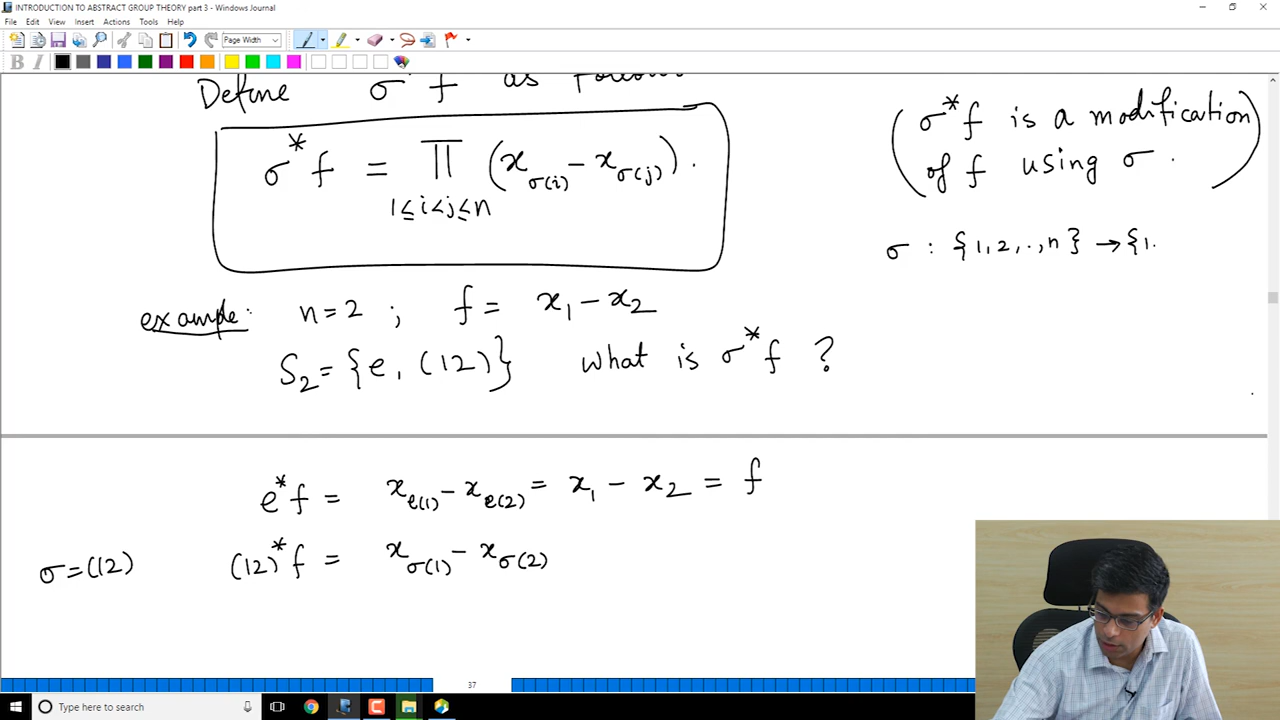 INTRODUCTION TO ABSTRACT GROUP THEORY part 3 - Windows Journal
File Edit View Insert Actions Tools Help
Page Width
B I
Define σ* f as follows
σ* f = ∏ (x_σ(i) − x_σ(j)).
1≤i<j≤n
(σ* f is a modification
of f using σ.)
σ : {1,2,..,n} → {1.
example: n=2 ; f = x₁ − x₂
S₂ = {e, (12)} What is σ* f ?
e* f = x_e(1) − x_e(2) = x₁ − x₂ = f
σ=(12) (12)* f = x_σ(1) − x_σ(2)
37
Type here to search